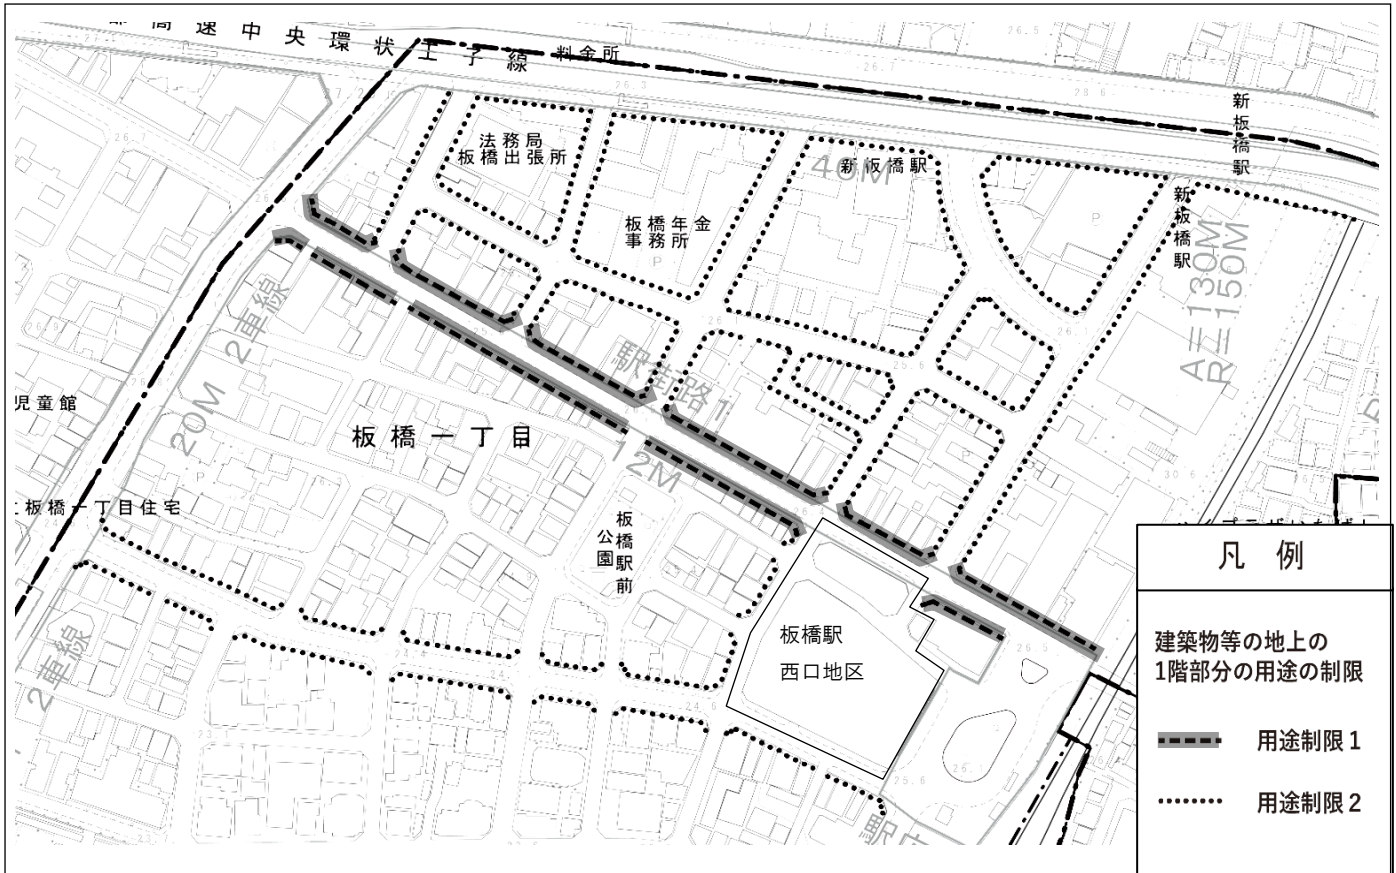 都高速中央環状王子線
料金所
新板橋駅
法務局
板橋出張所
新板橋駅
40M
板橋年金
事務所
P
P
新板橋駅
A=130M
R=150M
20M 2車線
駅街路1
12M
児童館
板橋一丁目
板橋一丁目住宅
P
P
板橋駅前
公園
板橋駅
西口地区
2車線
凡例
建築物等の地上の
1階部分の用途の制限
用途制限1
用途制限2